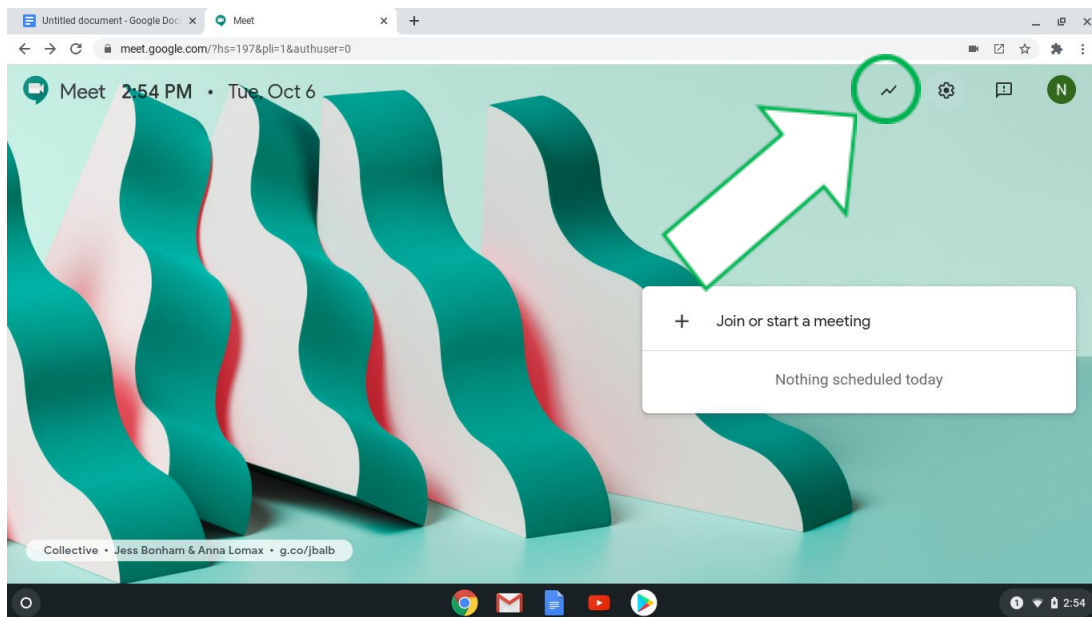 Untitled document - Google Doc
Meet
meet.google.com/?hs=197&pli=1&authuser=0
Meet 2:54 PM • Tue, Oct 6
N
Join or start a meeting
Nothing scheduled today
Collective • Jess Bonham & Anna Lomax • g.co/jbalb
1
2:54